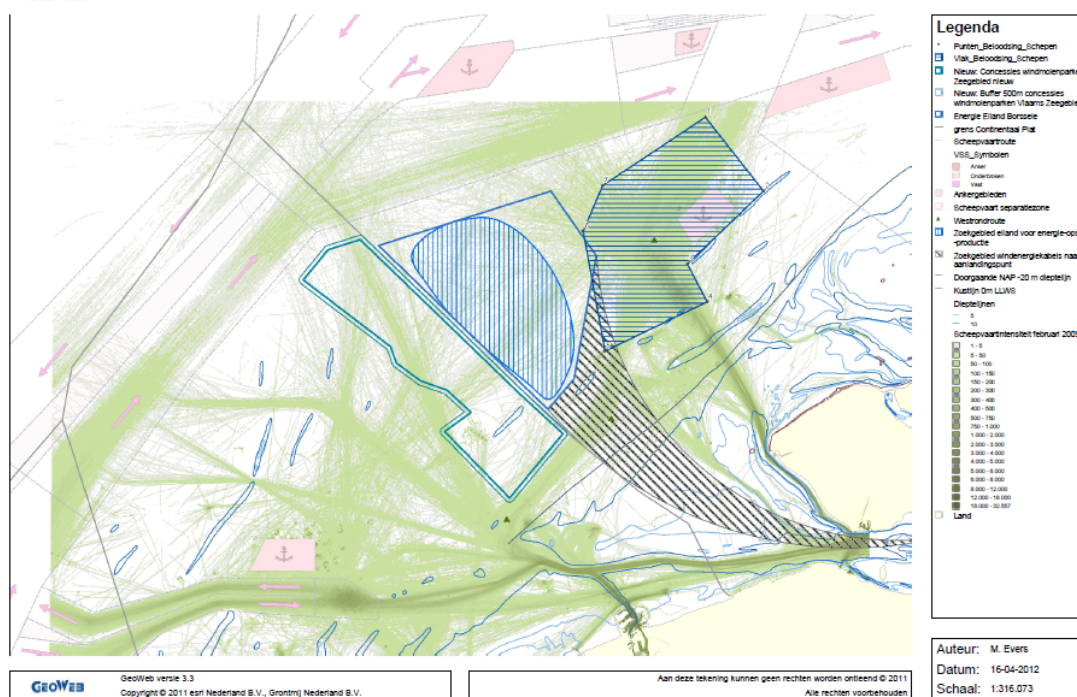 Legenda
Punten_Beloodsing_Schepen
Vlak_Beloodsing_Schepen
Nieuw: Concessies windmolenparke
Zeegebied nieuw
Nieuw: Buffer 500m concessies
windmolenparken Vlaams Zeegebie
Energie Eiland Borssele
grens Continentaal Plat
Scheepvaartroute
VSS_Symbolen
Anker
Onderbroken
Vast
Ankergebieden
Scheepvaart separatiezone
Westrondroute
Zoekgebied eiland voor energie-ops
-productie
Zoekgebied windenergiekabels naa
aanlandingspunt
Doorgaande NAP -20 m dieptelijn
Kustlijn 0m LLWS
Dieptelijnen
5
10
Scheepvaartintensiteit februari 2009
1 - 5
5 - 50
50 - 100
100 - 150
150 - 200
200 - 300
300 - 400
400 - 500
500 - 750
750 - 1.000
1.000 - 2.000
2.000 - 3.000
3.000 - 4.000
4.000 - 5.000
5.000 - 6.000
6.000 - 8.000
8.000 - 12.000
12.000 - 18.000
18.000 - 32.557
Land
GEOWEB
GeoWeb versie 3.3
Copyright © 2011 esri Nederland B.V., Grontmij Nederland B.V.
Aan deze tekening kunnen geen rechten worden ontleend © 2011
Alle rechten voorbehouden
Auteur: M. Evers
Datum: 16-04-2012
Schaal: 1:316.073